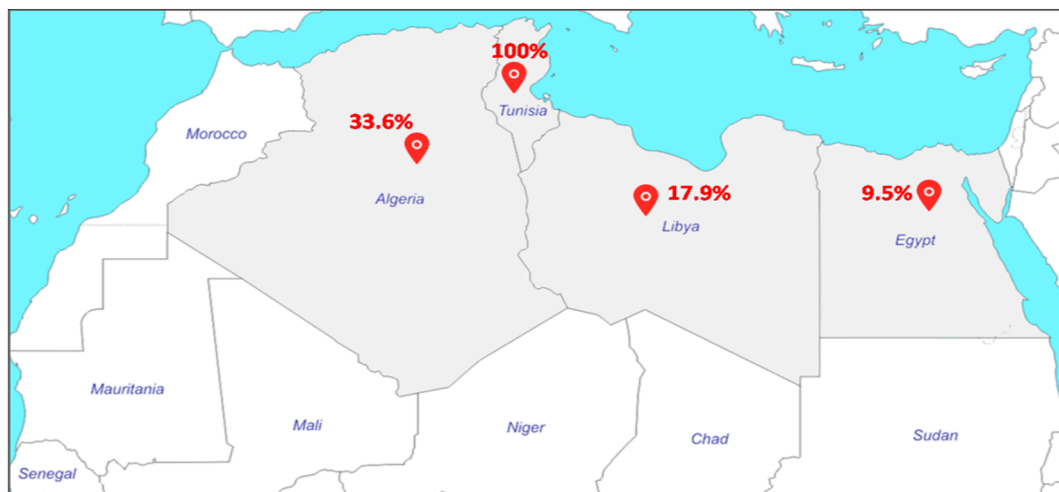 100%
Tunisia
33.6%
Morocco
Algeria
17.9%
Libya
9.5%
Egypt
Mauritania
Mali
Niger
Chad
Sudan
Senegal